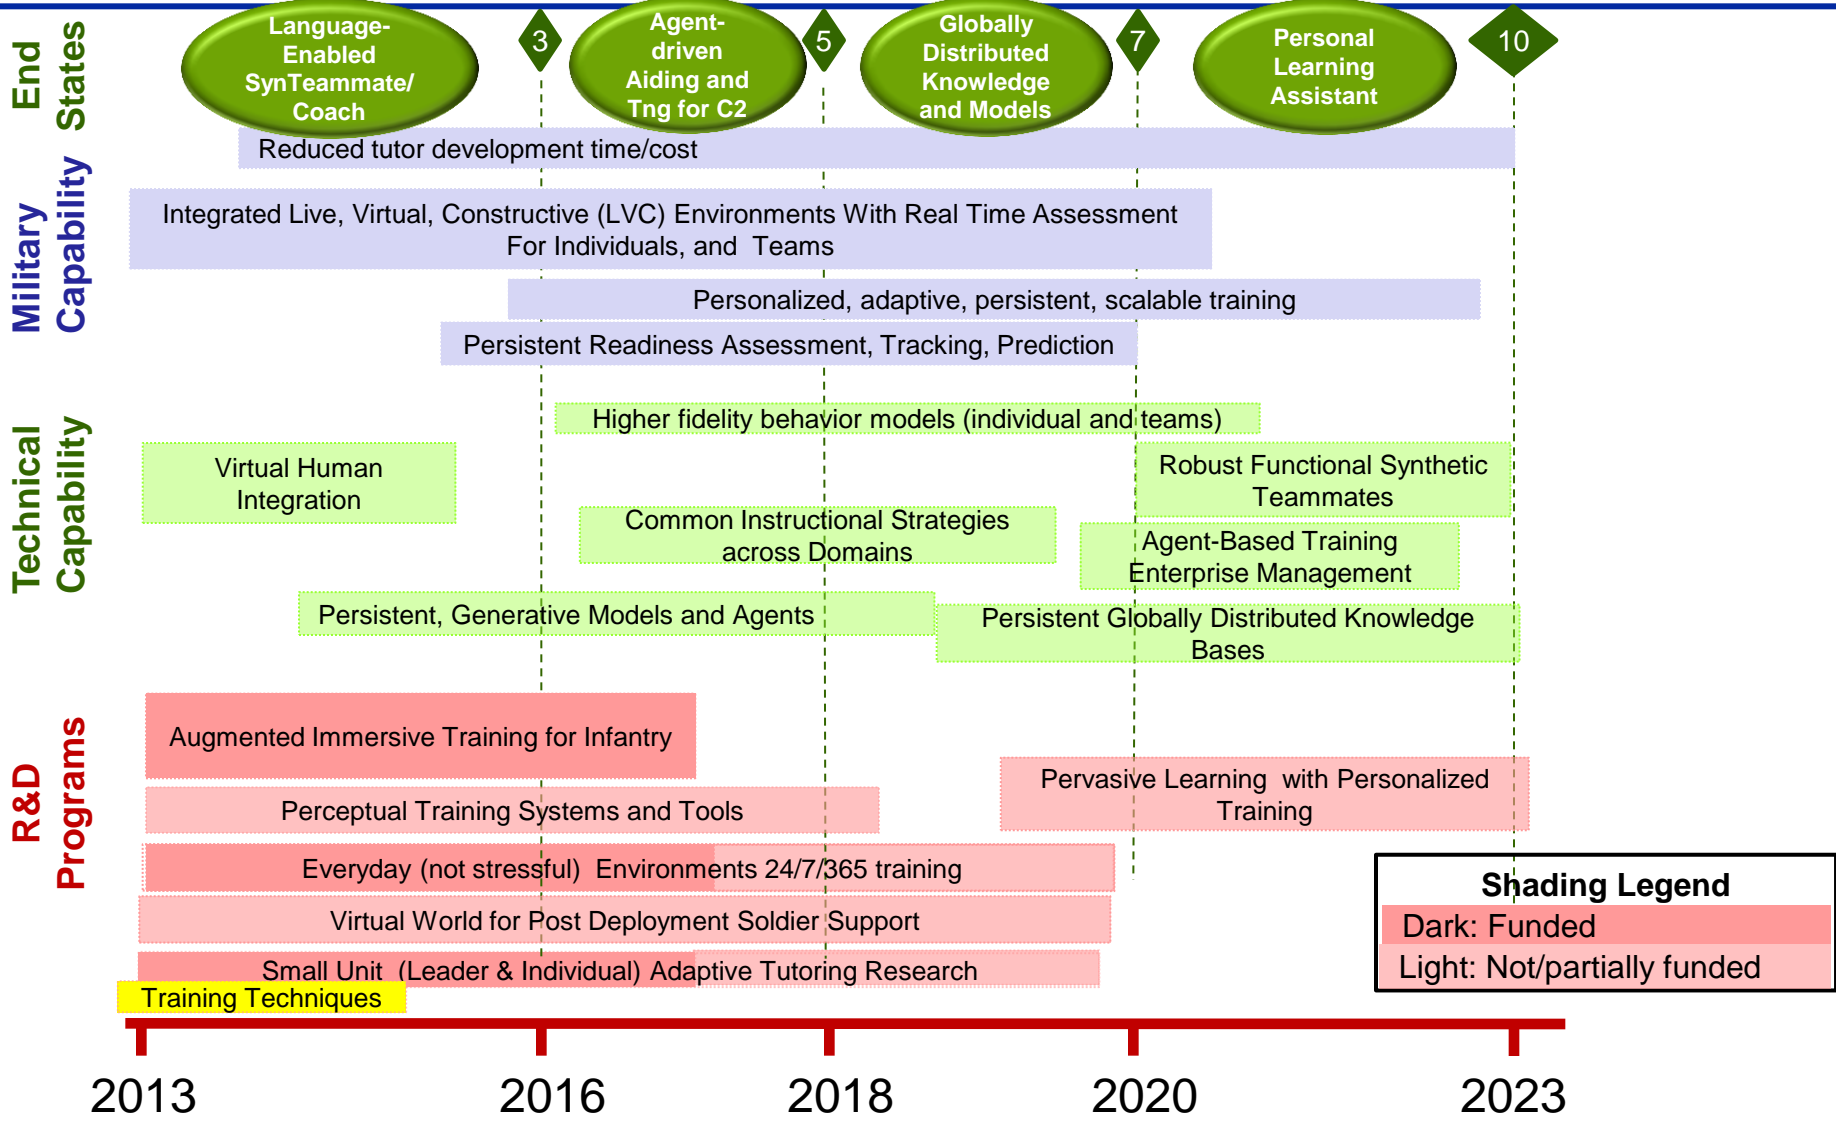 End
States
Language-
Enabled
SynTeammate/
Coach
3
Agent-
driven
Aiding and
Tng for C2
5
Globally
Distributed
Knowledge
and Models
7
Personal
Learning
Assistant
10
Military
Capability
Reduced tutor development time/cost
Integrated Live, Virtual, Constructive (LVC) Environments With Real Time Assessment
For Individuals, and Teams
Personalized, adaptive, persistent, scalable training
Persistent Readiness Assessment, Tracking, Prediction
Technical
Capability
Higher fidelity behavior models (individual and teams)
Virtual Human
Integration
Robust Functional Synthetic
Teammates
Common Instructional Strategies
across Domains
Agent-Based Training
Enterprise Management
Persistent, Generative Models and Agents
Persistent Globally Distributed Knowledge
Bases
R&D
Programs
Augmented Immersive Training for Infantry
Pervasive Learning with Personalized
Training
Perceptual Training Systems and Tools
Everyday (not stressful) Environments 24/7/365 training
Virtual World for Post Deployment Soldier Support
Small Unit (Leader & Individual) Adaptive Tutoring Research
Training Techniques
Shading Legend
Dark: Funded
Light: Not/partially funded
2013
2016
2018
2020
2023